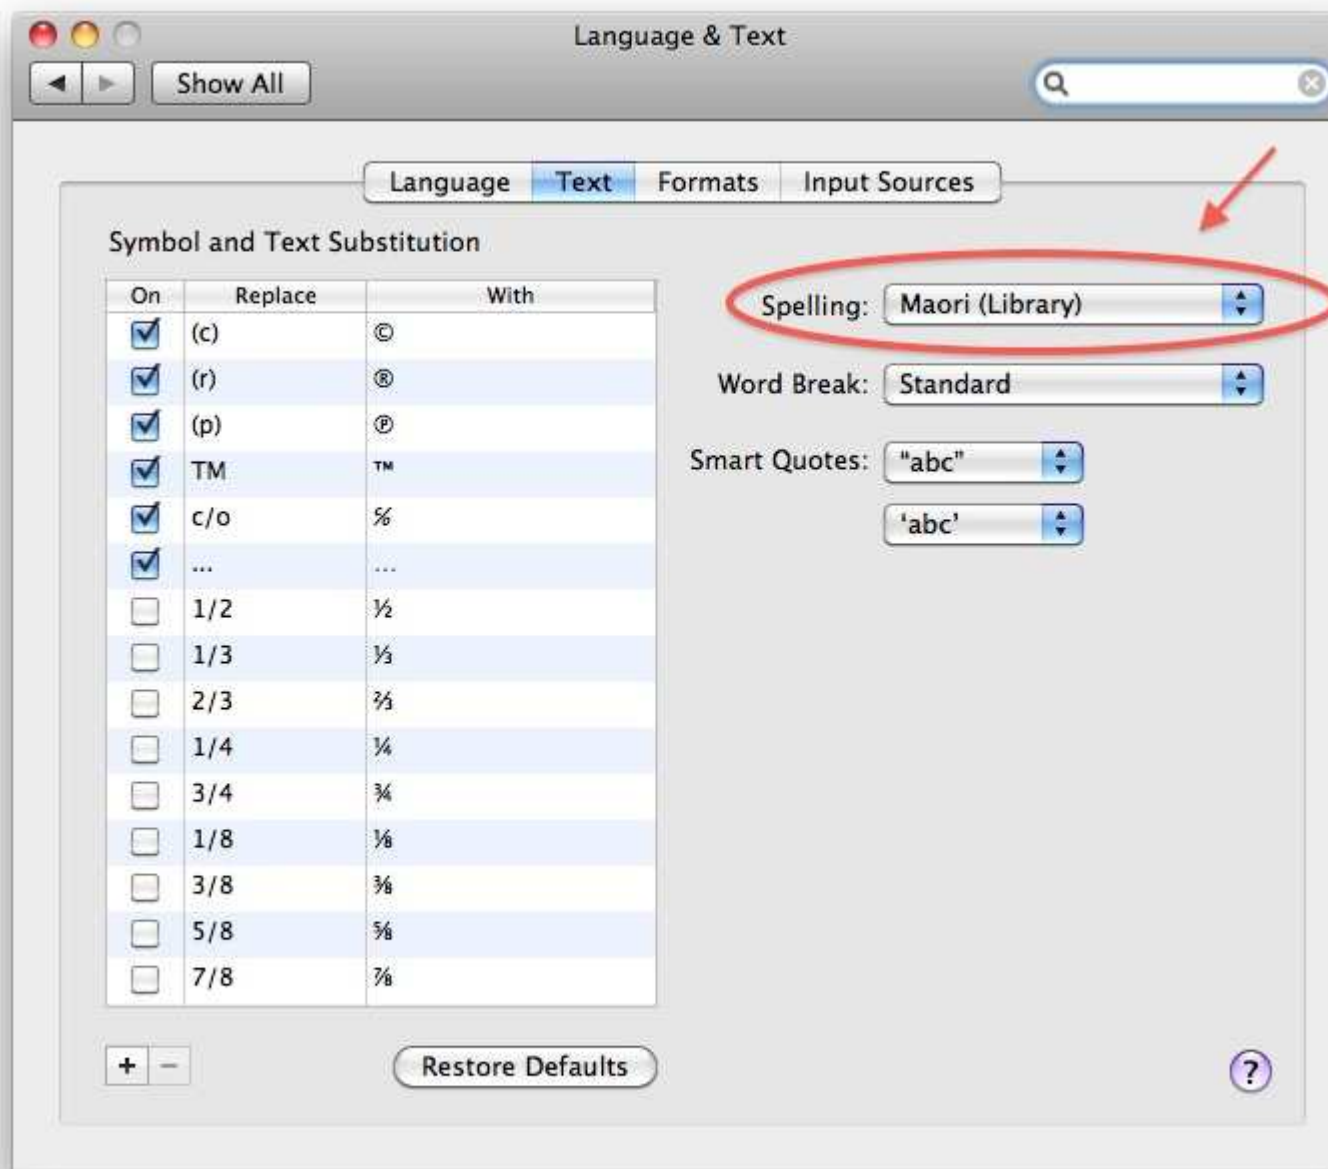 Language & Text
Show All
Language Text Formats Input Sources
Symbol and Text Substitution
On Replace With
(c) ©
(r) ®
(p) ℗
TM ™
c/o ℅
... …
1/2 ½
1/3 ⅓
2/3 ⅔
1/4 ¼
3/4 ¾
1/8 ⅛
3/8 ⅜
5/8 ⅝
7/8 ⅞
+ −
Restore Defaults
Spelling: Maori (Library)
Word Break: Standard
Smart Quotes: “ab”
‘abc’
?